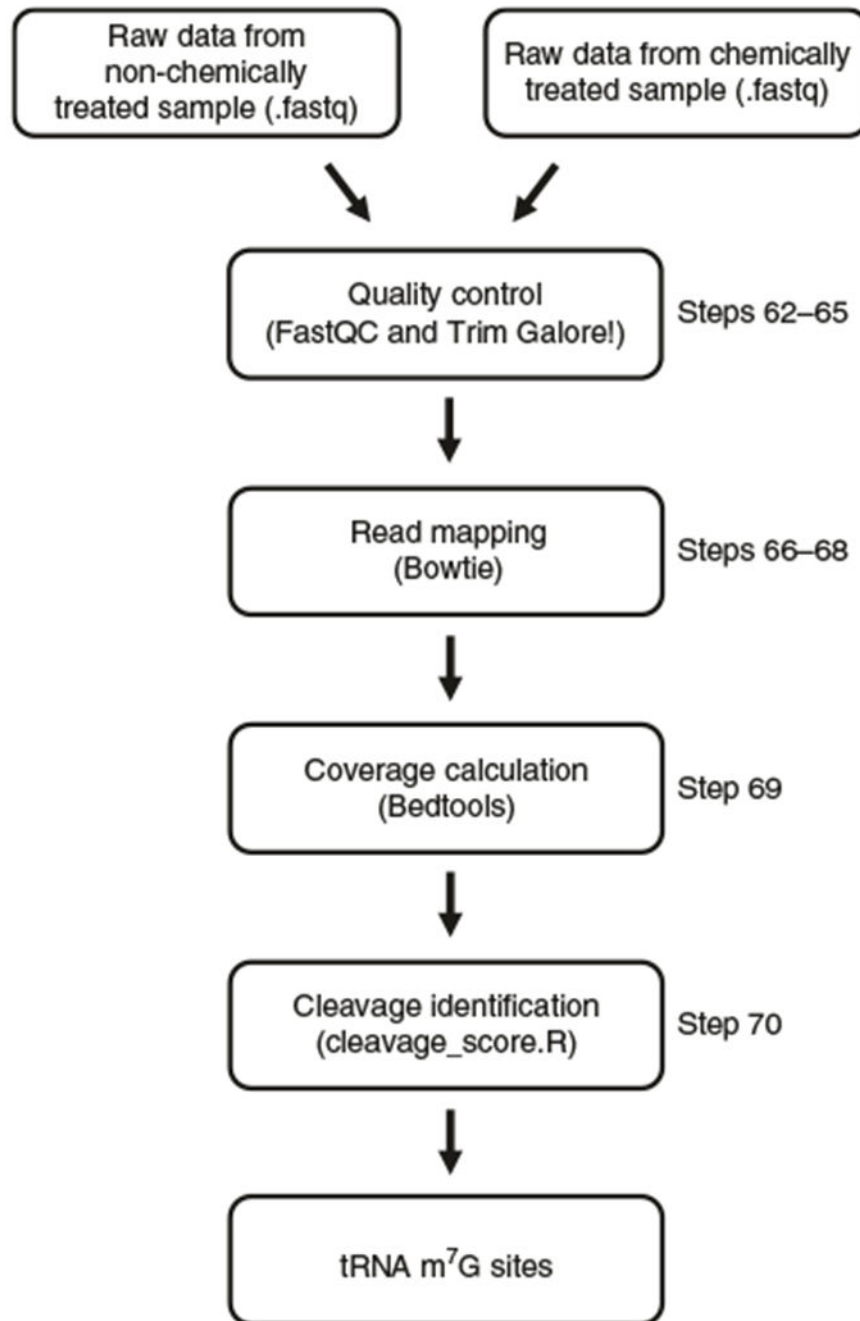 Raw data from
non-chemically
treated sample (.fastq)
Raw data from chemically
treated sample (.fastq)
Quality control
(FastQC and Trim Galore!)
Steps 62–65
Read mapping
(Bowtie)
Steps 66–68
Coverage calculation
(Bedtools)
Step 69
Cleavage identification
(cleavage_score.R)
Step 70
tRNA m⁷G sites